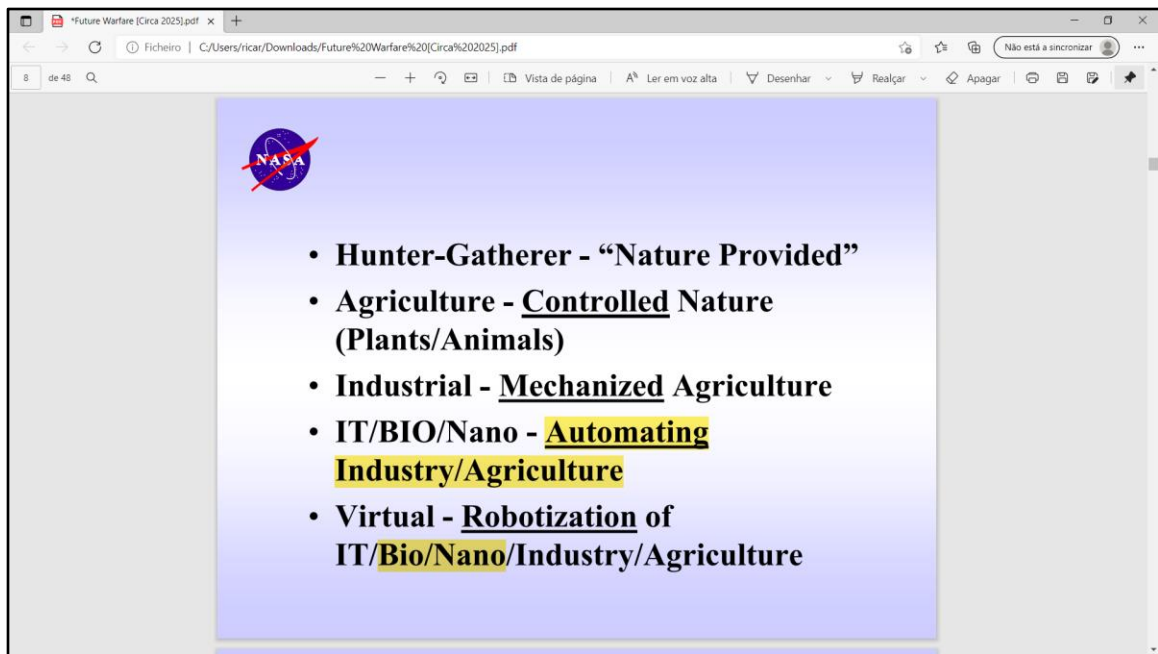 *Future Warfare [Circa 2025].pdf
Ficheiro | C:/Users/ricar/Downloads/Future%20Warfare%20[Circa%202025].pdf
Não está a sincronizar
8 de 48
Vista de página
Ler em voz alta
Desenhar
Realçar
Apagar
NASA
• Hunter-Gatherer - “Nature Provided”
• Agriculture - Controlled Nature
(Plants/Animals)
• Industrial - Mechanized Agriculture
• IT/BIO/Nano - Automating
Industry/Agriculture
• Virtual - Robotization of
IT/Bio/Nano/Industry/Agriculture